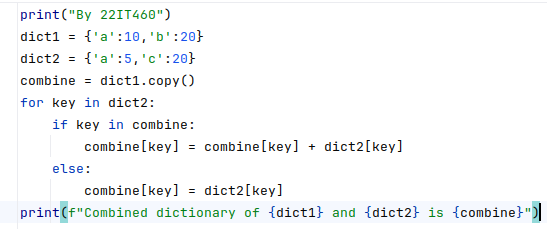 print("By 22IT460")
dict1 = {'a':10,'b':20}
dict2 = {'a':5,'c':20}
combine = dict1.copy()
for key in dict2:
    if key in combine:
        combine[key] = combine[key] + dict2[key]
    else:
        combine[key] = dict2[key]
print(f"Combined dictionary of {dict1} and {dict2} is {combine}")